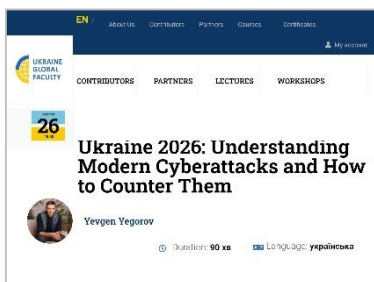 EN /
About Us Contributors Partners Courses Certificates
My account
UKRAINE
GLOBAL
FACULTY
CONTRIBUTORS PARTNERS LECTURES WORKSHOPS
26
Ukraine 2026: Understanding
Modern Cyberattacks and How
to Counter Them
Yevgen Yegorov
Duration: 90 хв Language: українська